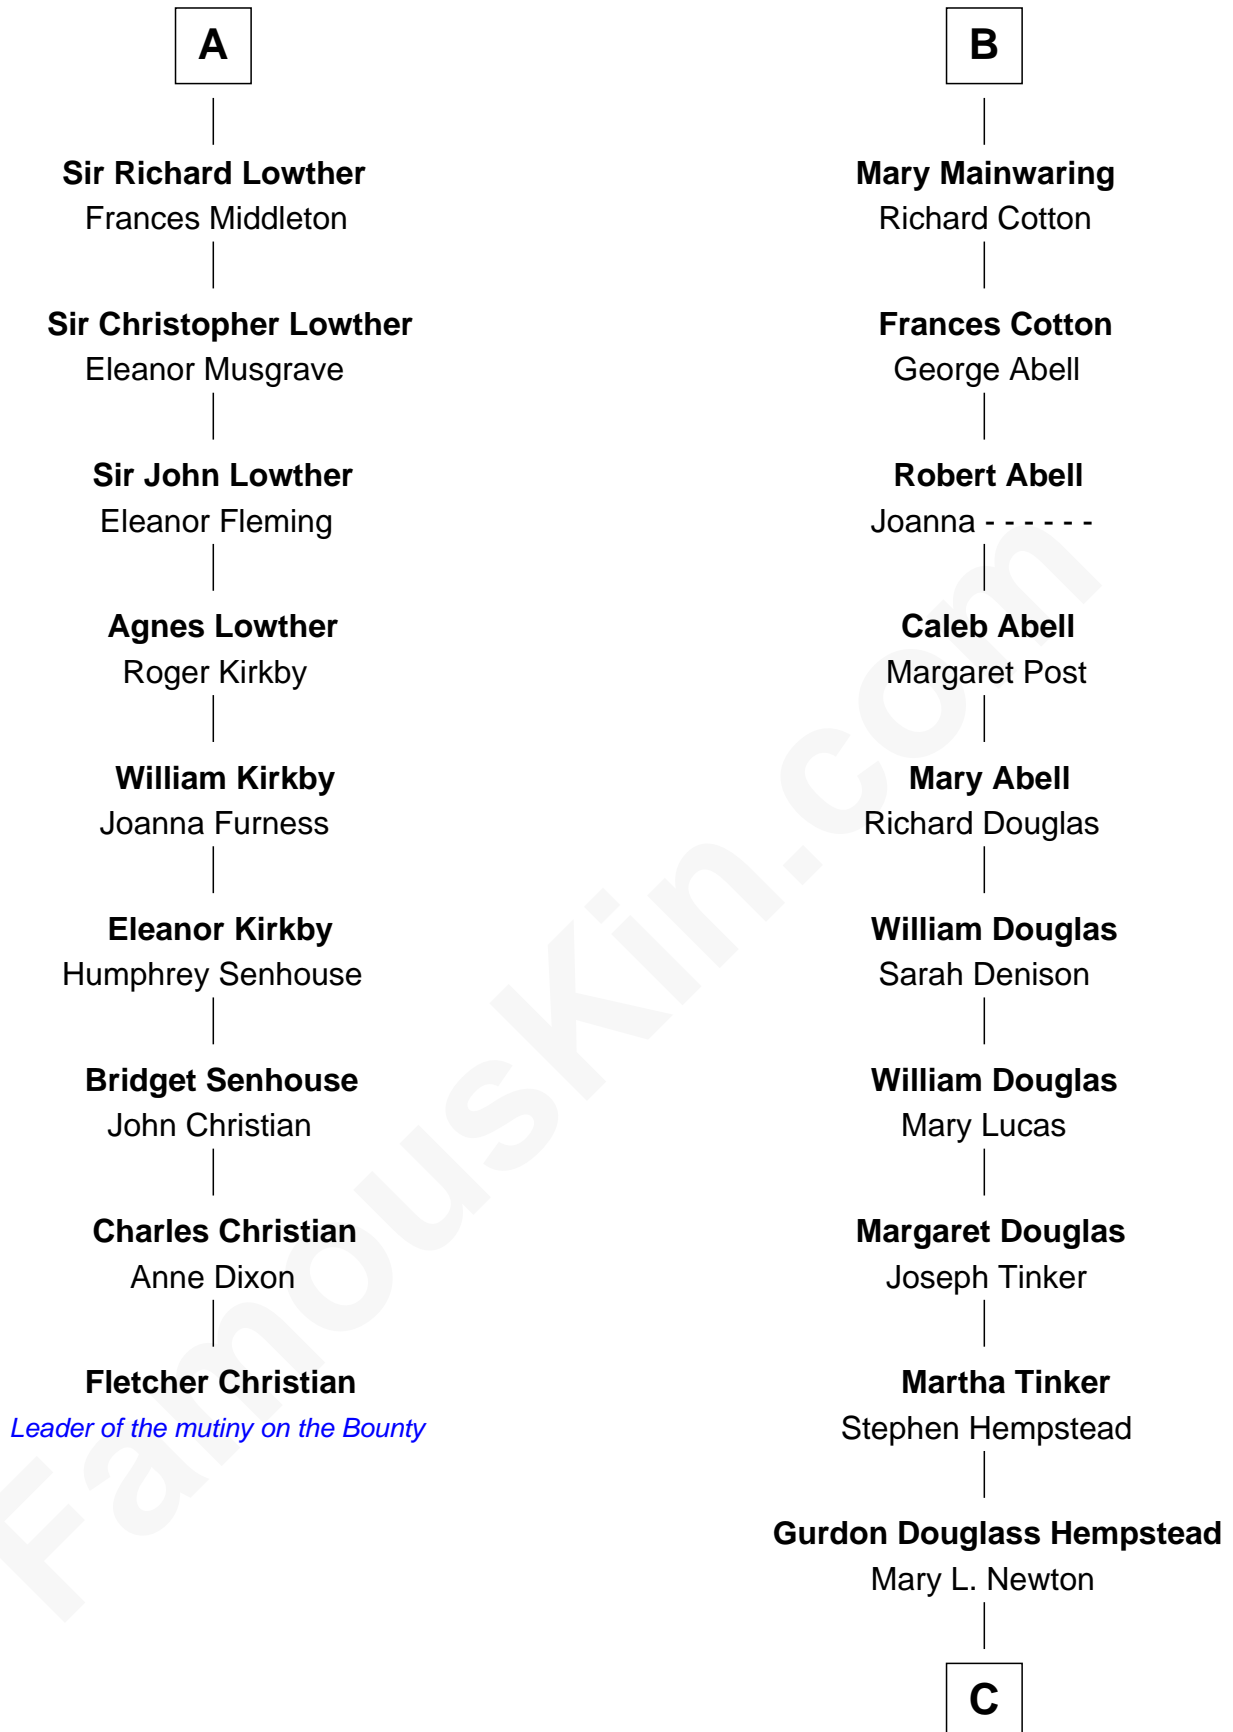 A
Sir Richard Lowther
Frances Middleton
Sir Christopher Lowther
Eleanor Musgrave
Sir John Lowther
Eleanor Fleming
Agnes Lowther
Roger Kirkby
William Kirkby
Joanna Furness
Eleanor Kirkby
Humphrey Senhouse
Bridget Senhouse
John Christian
Charles Christian
Anne Dixon
Fletcher Christian
Leader of the mutiny on the Bounty
B
Mary Mainwaring
Richard Cotton
Frances Cotton
George Abell
Robert Abell
Joanna - - - - - -
Caleb Abell
Margaret Post
Mary Abell
Richard Douglas
William Douglas
Sarah Denison
William Douglas
Mary Lucas
Margaret Douglas
Joseph Tinker
Martha Tinker
Stephen Hempstead
Gurdon Douglass Hempstead
Mary L. Newton
C
FamousKin.com